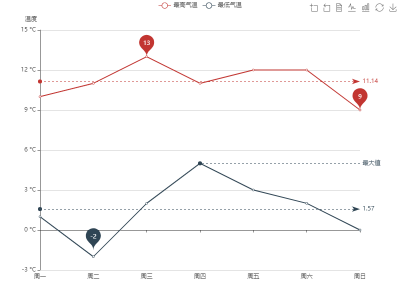 最高气温 最低气温
温度
15 °C
13
12 °C
11.14
9
9 °C
6 °C
最大值
3 °C
1.57
0 °C
-2
-3 °C
周一 周二 周三 周四 周五 周六 周日